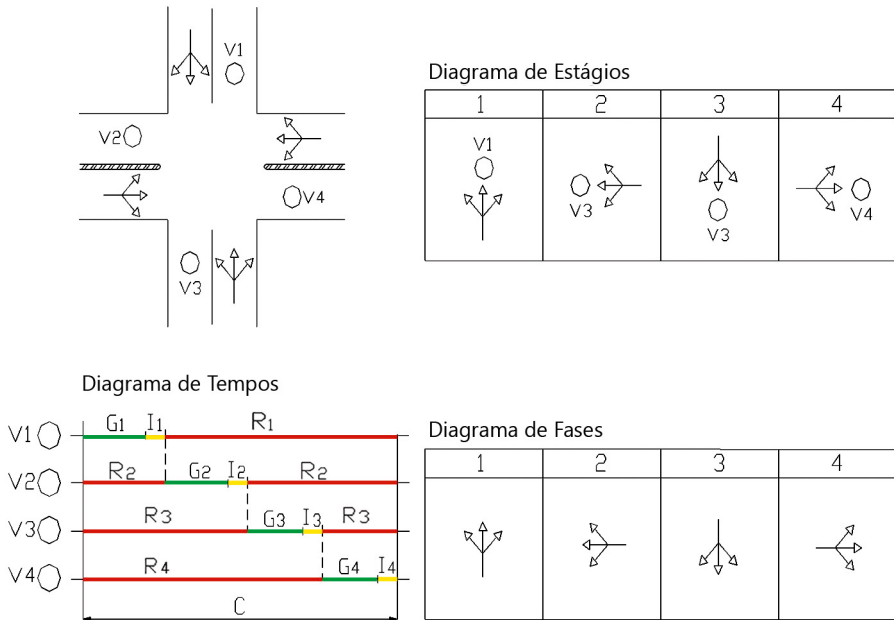 V1
V2
V4
V3
Diagrama de Estágios
1 2 3 4
V1
V3
V3
V4
Diagrama de Tempos
V1 G1 I1 R1
V2 R2 G2 I2 R2
V3 R3 G3 I3 R3
V4 R4 G4 I4
C
Diagrama de Fases
1 2 3 4